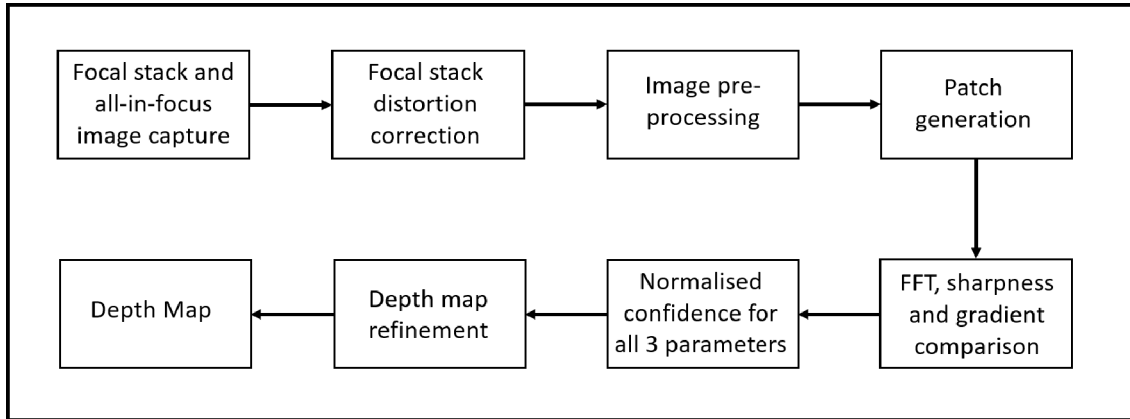 Focal stack and
all-in-focus
image capture
Focal stack
distortion
correction
Image pre-
processing
Patch
generation
FFT, sharpness
and gradient
comparison
Normalised
confidence for
all 3 parameters
Depth map
refinement
Depth Map